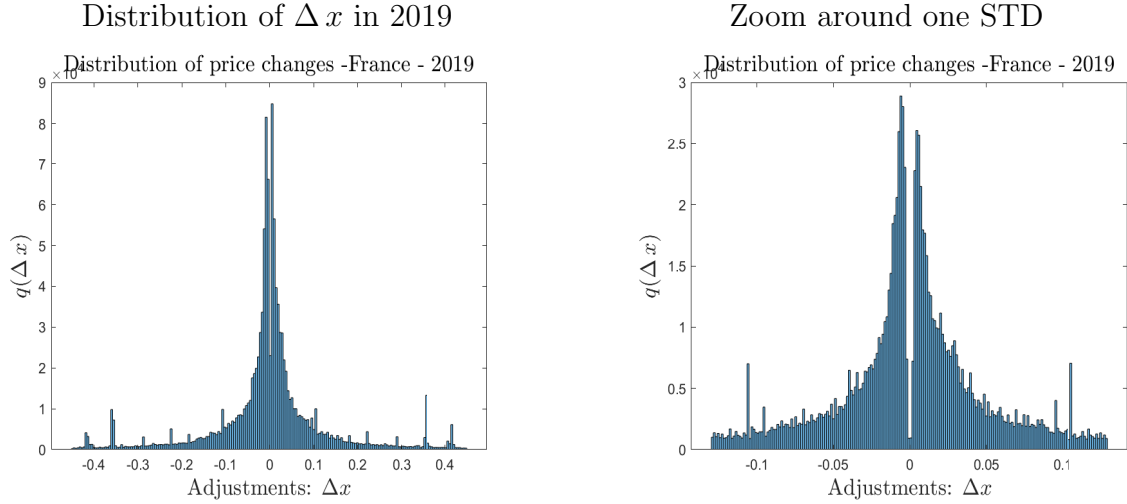 Distribution of Δ x in 2019
Zoom around one STD
Distribution of price changes -France - 2019
×10⁴
9
8
7
6
5
4
3
2
1
0
q(Δ x)
-0.4 -0.3 -0.2 -0.1 0 0.1 0.2 0.3 0.4
Adjustments: Δx
Distribution of price changes -France - 2019
×10⁴
3
2.5
2
1.5
1
0.5
0
q(Δ x)
-0.1 -0.05 0 0.05 0.1
Adjustments: Δx